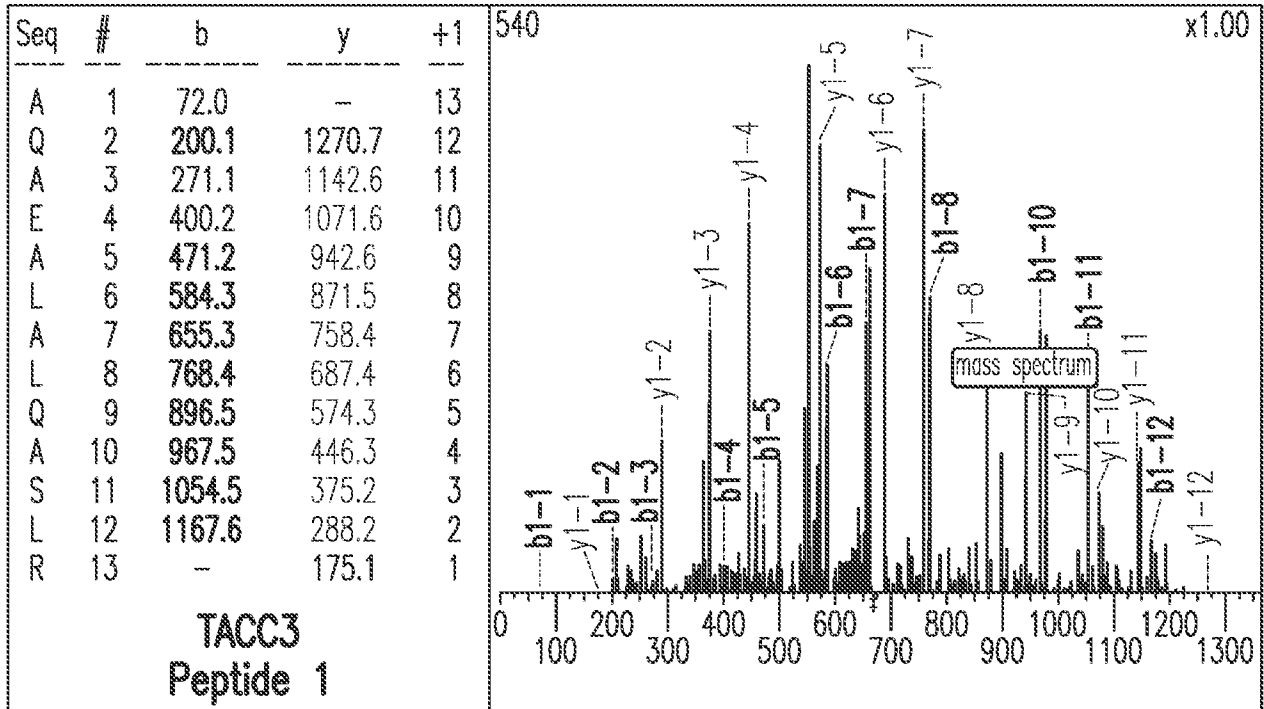 Seq # b y +1
A 1 72.0 – 13
Q 2 200.1 1270.7 12
A 3 271.1 1142.6 11
E 4 400.2 1071.6 10
A 5 471.2 942.6 9
L 6 584.3 871.5 8
A 7 655.3 758.4 7
L 8 768.4 687.4 6
Q 9 896.5 574.3 5
A 10 967.5 446.3 4
S 11 1054.5 375.2 3
L 12 1167.6 288.2 2
R 13 – 175.1 1
TACC3
Peptide 1
540
x1.00
b1-1
y1-1
b1-2
b1-3
y1-2
y1-3
b1-4
y1-4
b1-5
y1-5
b1-6
b1-7
y1-6
y1-7
b1-8
y1-8
mass spectrum
b1-10
y1-9
b1-11
y1-10
y1-11
b1-12
y1-12
0 200 400 600 800 1000 1200
100 300 500 700 900 1100 1300